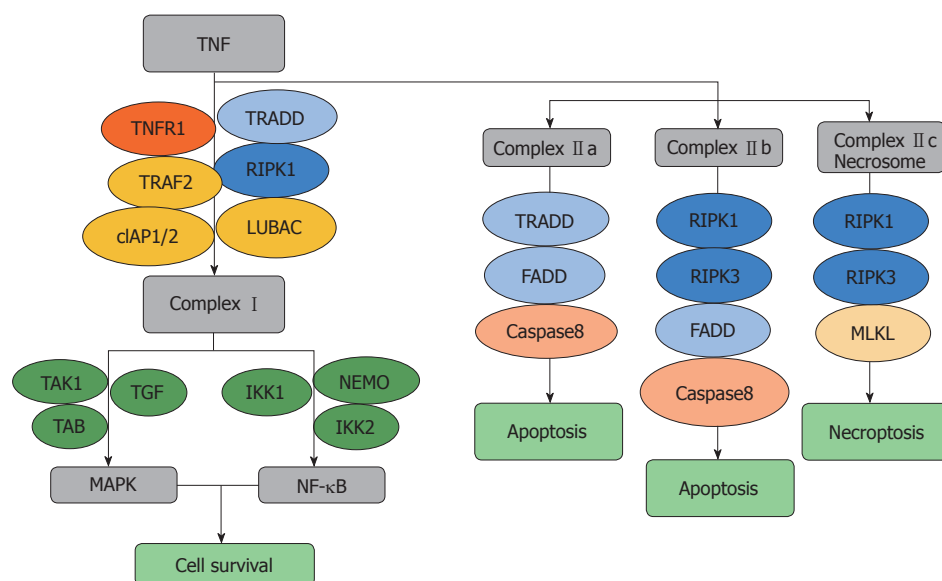 TNF
TNFR1
TRADD
TRAF2
RIPK1
cIAP1/2
LUBAC
Complex Ⅰ
TAK1
TGF
TAB
IKK1
NEMO
IKK2
MAPK
NF-κB
Cell survival
Complex Ⅱa
TRADD
FADD
Caspase8
Apoptosis
Complex Ⅱb
RIPK1
RIPK3
FADD
Caspase8
Apoptosis
Complex Ⅱc
Necrosome
RIPK1
RIPK3
MLKL
Necroptosis